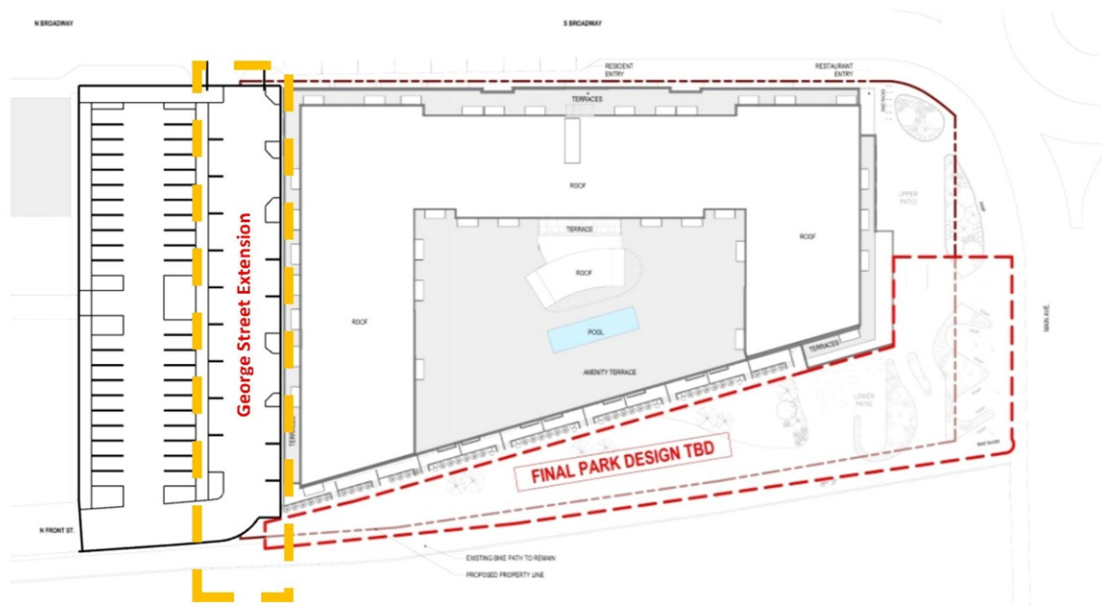 N BROADWAY
S BROADWAY
RESIDENT
ENTRY
RESTAURANT
ENTRY
TERRACES
UPPER
PATIO
ROOF
TERRACE
ROOF
ROOF
ROOF
George Street Extension
POOL
MAIN AVE.
TERRACES
AMENITY TERRACE
LOWER
PATIO
TERRACES
FINAL PARK DESIGN TBD
N FRONT ST.
EXISTING BIKE PATH TO REMAIN
PROPOSED PROPERTY LINE